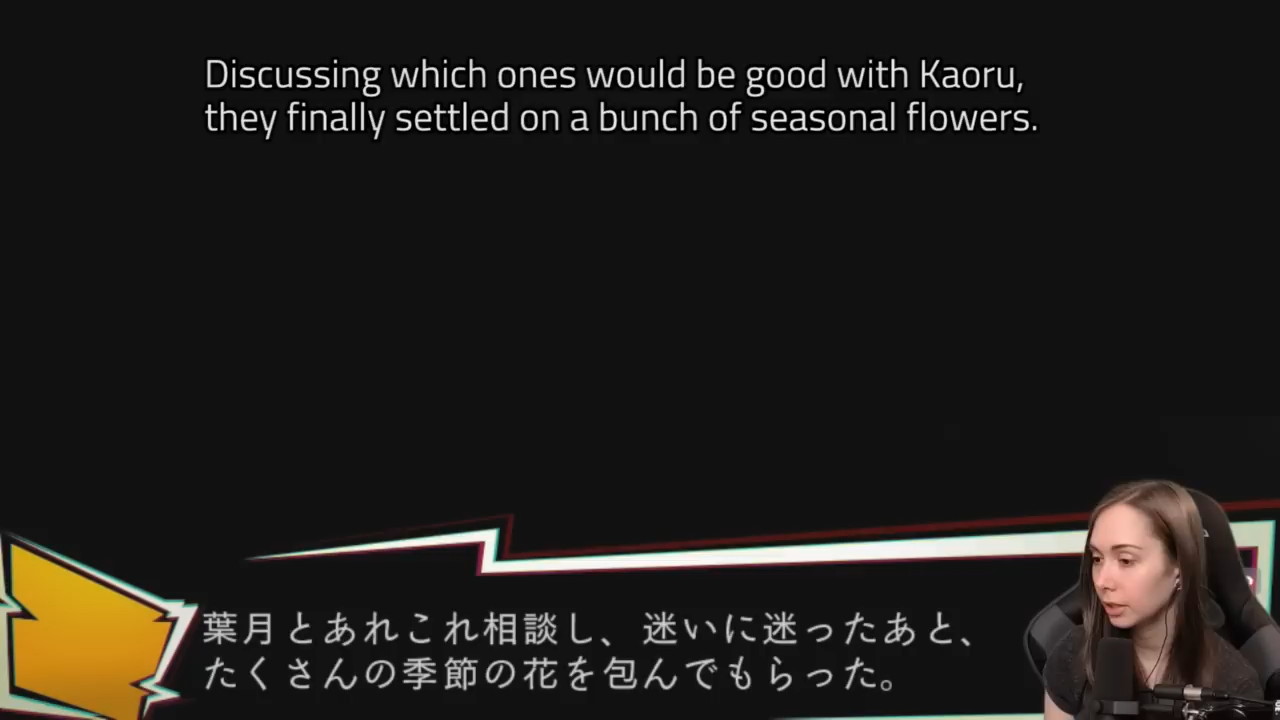 Discussing which ones would be good with Kaoru,
they finally settled on a bunch of seasonal flowers.
葉月とあれこれ相談し、迷いに迷ったあと、
たくさんの季節の花を包んでもらった。